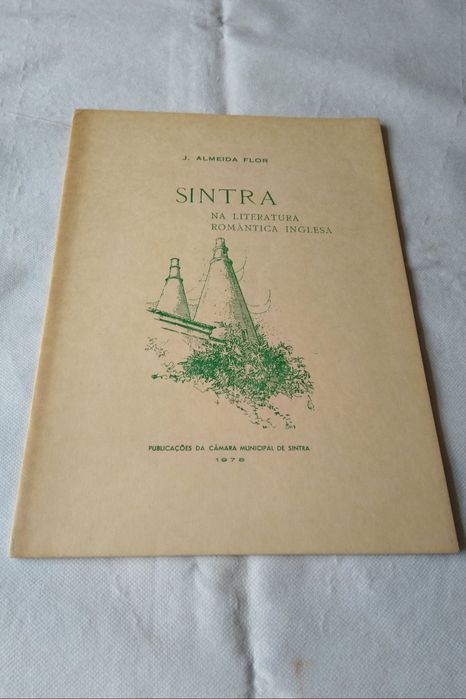 J. ALMEIDA FLOR
SINTRA
NA LITERATURA
ROMÂNTICA INGLESA
PUBLICAÇÕES DA CÂMARA MUNICIPAL DE SINTRA
1978